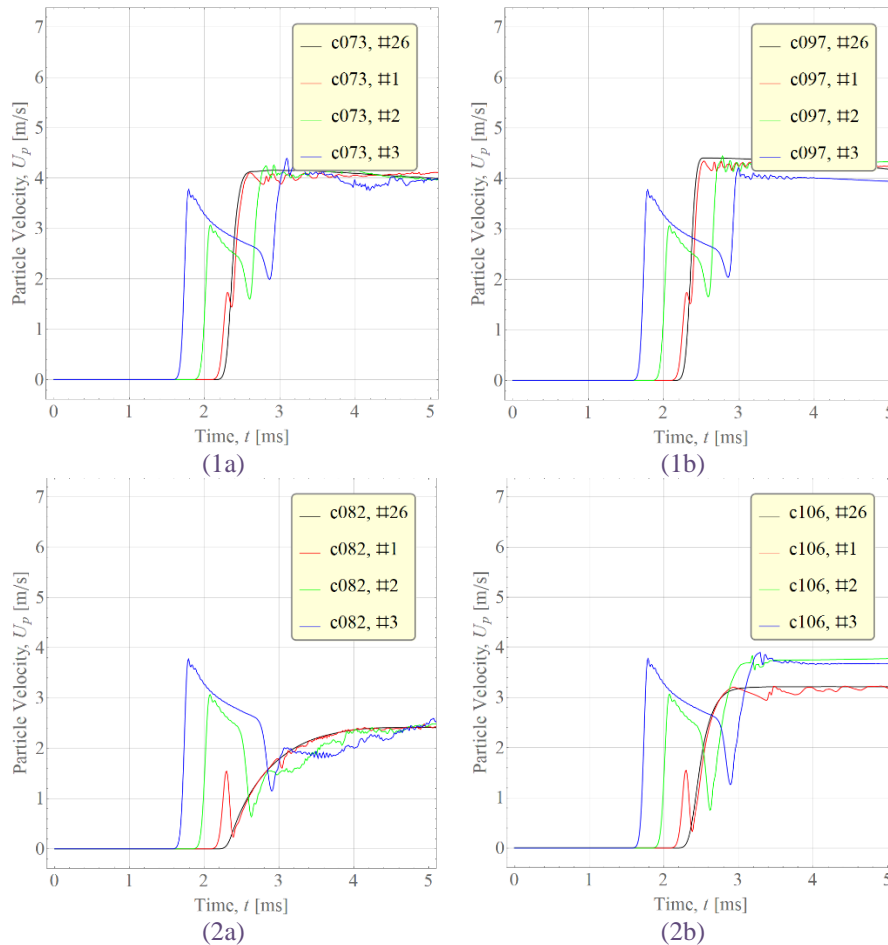 7
6
5
4
3
2
1
0
Particle Velocity, U_p [m/s]
c073, #26
c073, #1
c073, #2
c073, #3
0 1 2 3 4 5
Time, t [ms]
(1a)
7
6
5
4
3
2
1
0
Particle Velocity, U_p [m/s]
c097, #26
c097, #1
c097, #2
c097, #3
0 1 2 3 4 5
Time, t [ms]
(1b)
7
6
5
4
3
2
1
0
Particle Velocity, U_p [m/s]
c082, #26
c082, #1
c082, #2
c082, #3
0 1 2 3 4 5
Time, t [ms]
(2a)
7
6
5
4
3
2
1
0
Particle Velocity, U_p [m/s]
c106, #26
c106, #1
c106, #2
c106, #3
0 1 2 3 4 5
Time, t [ms]
(2b)